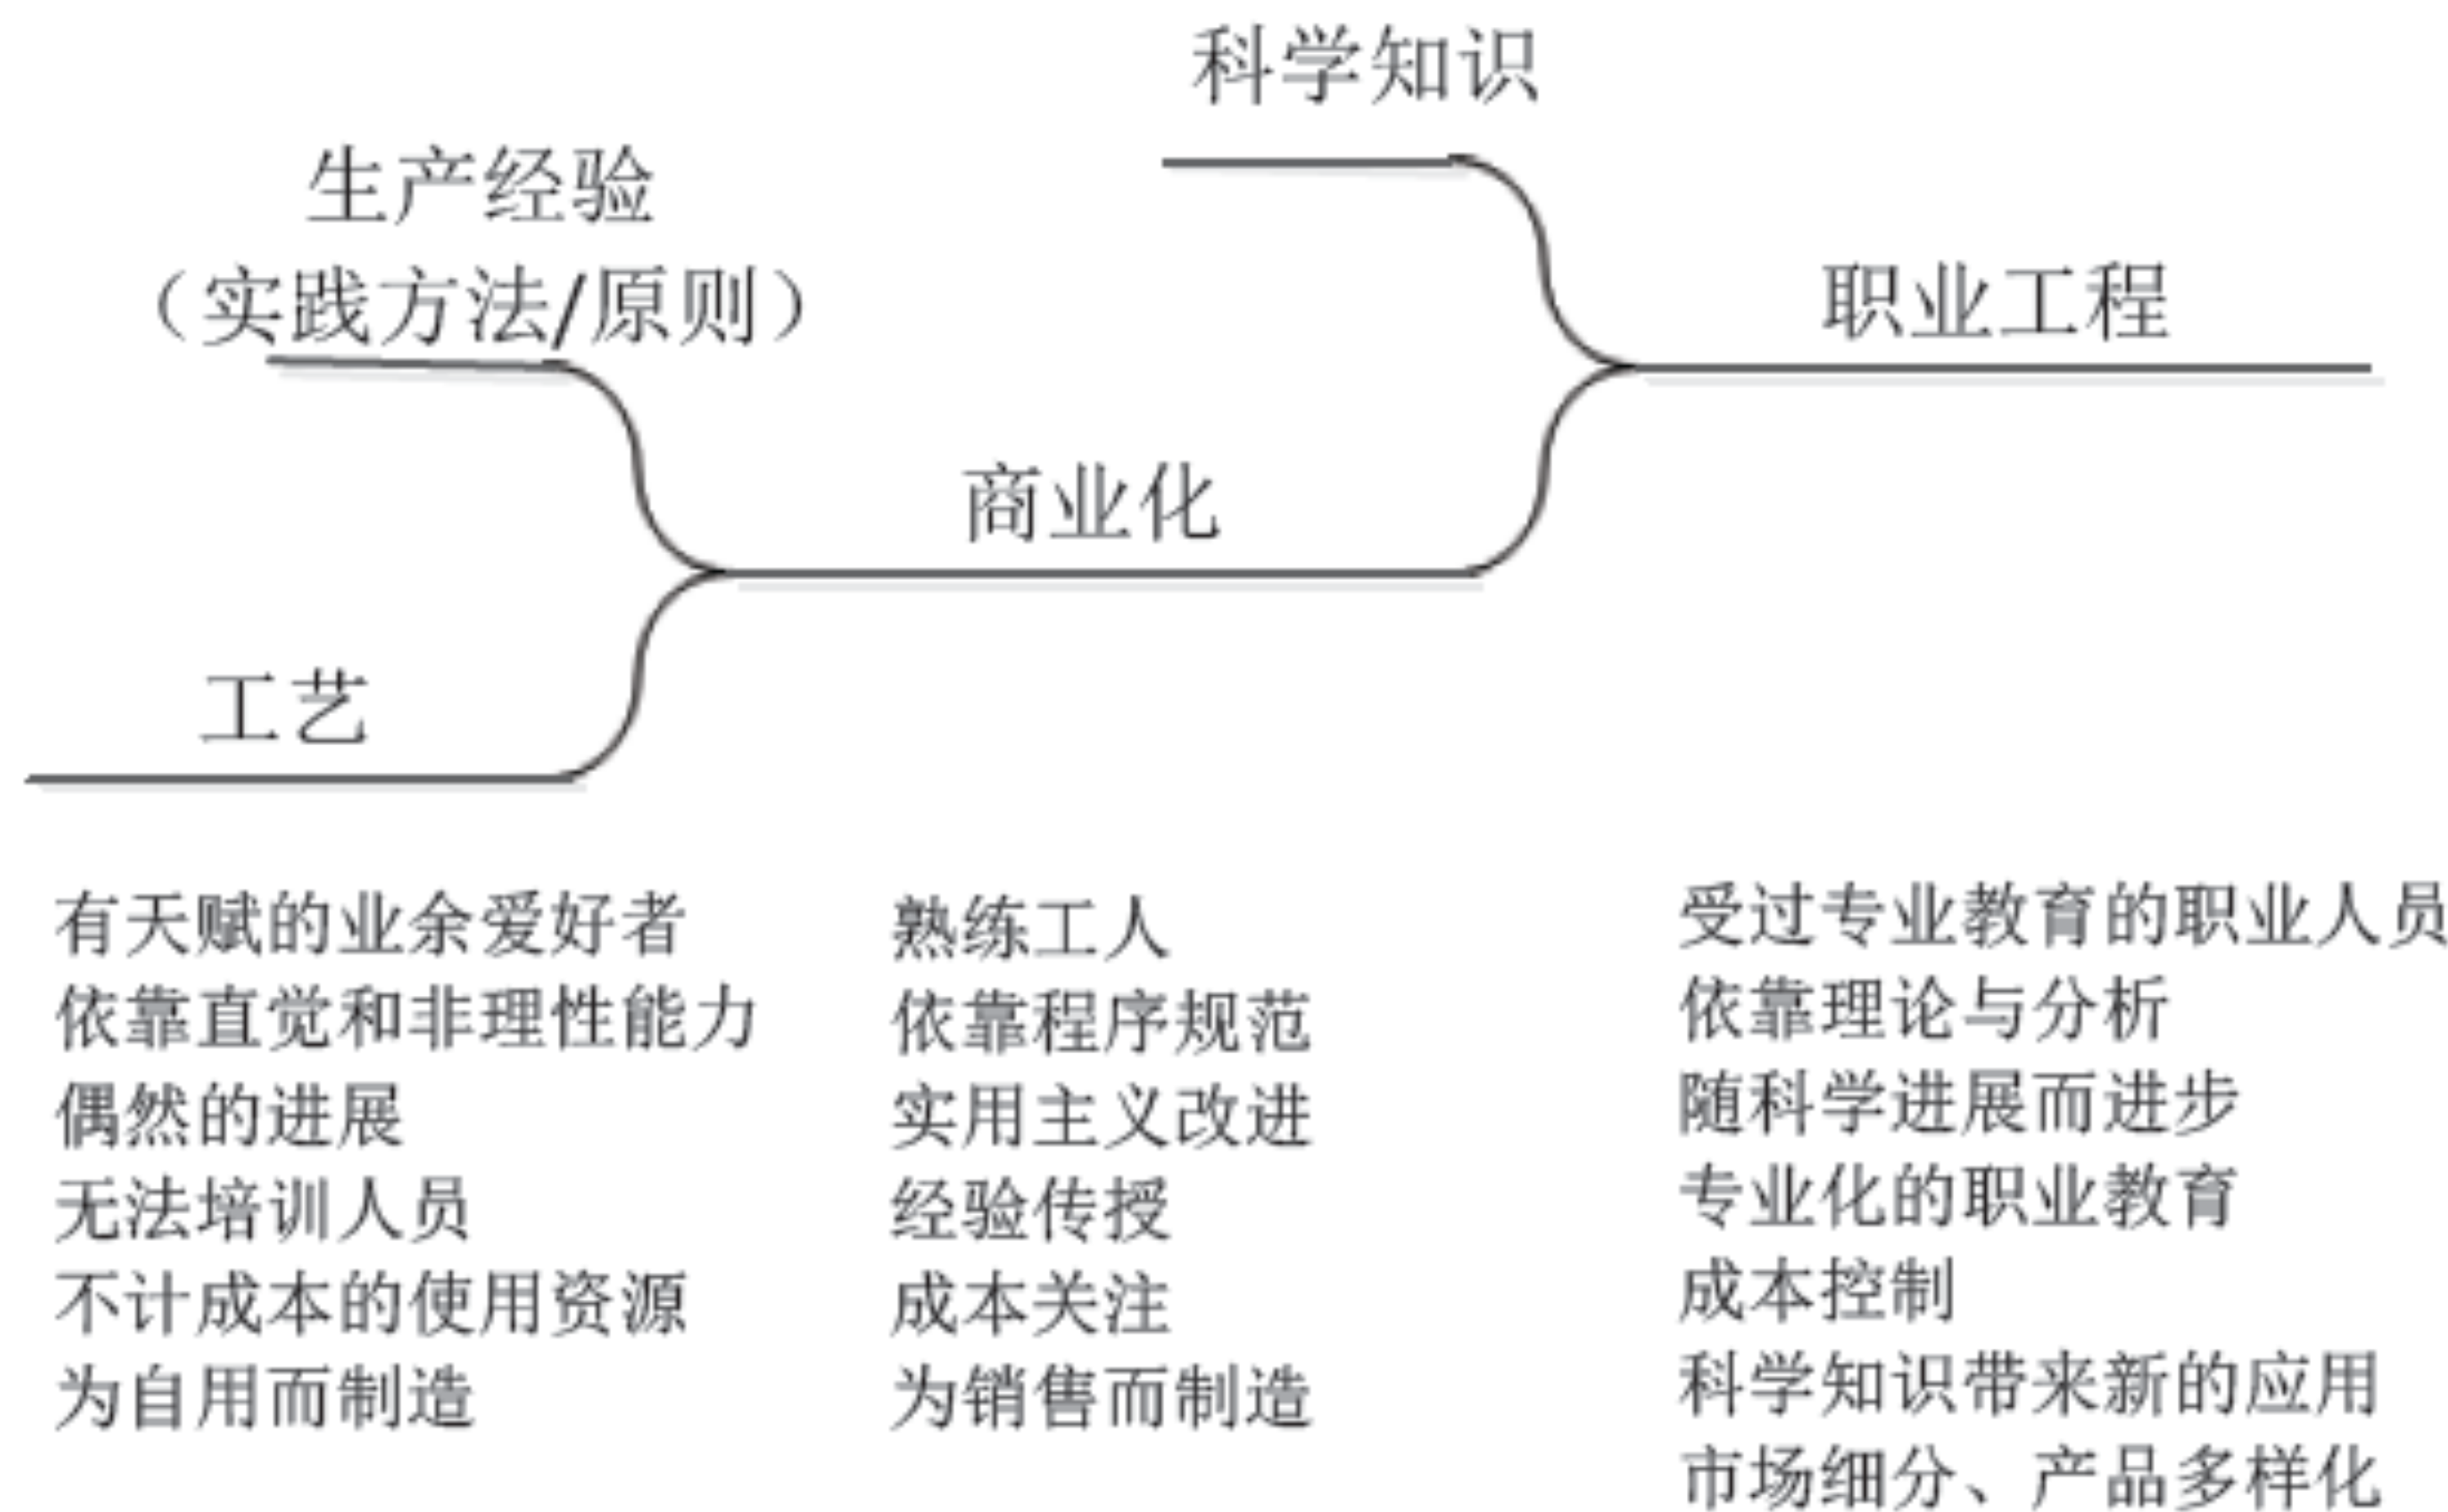 科学知识
生产经验
（实践方法/原则）
职业工程
商业化
工艺
有天赋的业余爱好者
依靠直觉和非理性能力
偶然的进展
无法培训人员
不计成本的使用资源
为自用而制造
熟练工人
依靠程序规范
实用主义改进
经验传授
成本关注
为销售而制造
受过专业教育的职业人员
依靠理论与分析
随科学进展而进步
专业化的职业教育
成本控制
科学知识带来新的应用
市场细分、产品多样化